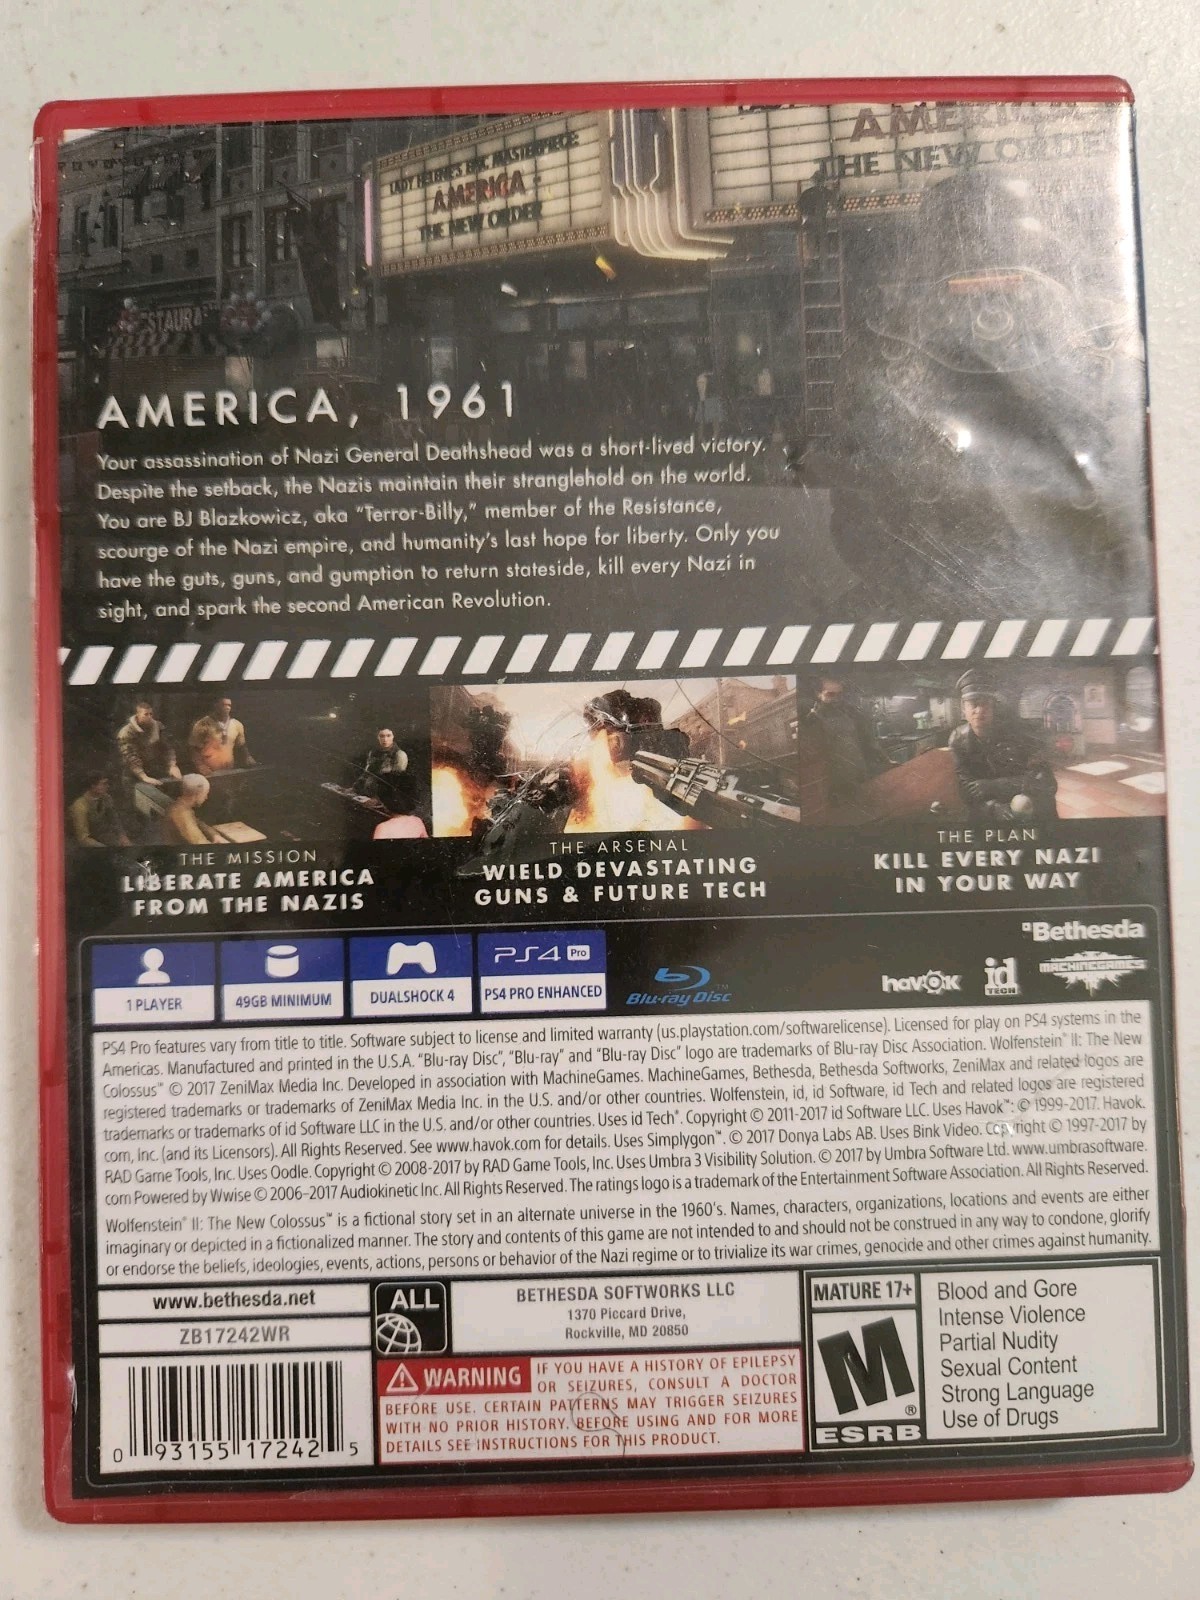 LADY HELENE'S EPIC MASTERPIECE:
AMERICA -
THE NEW ORDER
THE NEW ORDE
STAURA
AMERICA, 1961
Your assassination of Nazi General Deathshead was a short-lived victory.
Despite the setback, the Nazis maintain their stranglehold on the world.
You are BJ Blazkowicz, aka "Terror-Billy," member of the Resistance,
scourge of the Nazi empire, and humanity's last hope for liberty. Only you
have the guts, guns, and gumption to return stateside, kill every Nazi in
sight, and spark the second American Revolution.
THE MISSION
LIBERATE AMERICA
FROM THE NAZIS
THE ARSENAL
WIELD DEVASTATING
GUNS & FUTURE TECH
THE PLAN
KILL EVERY NAZI
IN YOUR WAY
1 PLAYER
49GB MINIMUM
DUALSHOCK 4
PS4 Pro
PS4 PRO ENHANCED
Blu-ray Disc™
havok
id
TECH
Bethesda
MACHINEGAMES
PS4 Pro features vary from title to title. Software subject to license and limited warranty (us.playstation.com/softwarelicense). Licensed for play on PS4 systems in the
Americas. Manufactured and printed in the U.S.A. "Blu-ray Disc", "Blu-ray" and "Blu-ray Disc" logo are trademarks of Blu-ray Disc Association. Wolfenstein® II: The New
Colossus™ © 2017 ZeniMax Media Inc. Developed in association with MachineGames. MachineGames, Bethesda, Bethesda Softworks, ZeniMax and related logos are
registered trademarks or trademarks of ZeniMax Media Inc. in the U.S. and/or other countries. Wolfenstein, id, id Software, id Tech and related logos are registered
trademarks or trademarks of id Software LLC in the U.S. and/or other countries. Uses id Tech®. Copyright © 2011-2017 id Software LLC. Uses Havok™: © 1999-2017. Havok.
com, Inc. (and its Licensors). All Rights Reserved. See www.havok.com for details. Uses Simplygon™. © 2017 Donya Labs AB. Uses Bink Video. Copyright © 1997-2017 by
RAD Game Tools, Inc. Uses Oodle. Copyright © 2008-2017 by RAD Game Tools, Inc. Uses Umbra 3 Visibility Solution. © 2017 by Umbra Software Ltd. www.umbrasoftware.
com Powered by Wwise © 2006-2017 Audiokinetic Inc. All Rights Reserved. The ratings logo is a trademark of the Entertainment Software Association. All Rights Reserved.
Wolfenstein® II: The New Colossus™ is a fictional story set in an alternate universe in the 1960's. Names, characters, organizations, locations and events are either
imaginary or depicted in a fictionalized manner. The story and contents of this game are not intended to and should not be construed in any way to condone, glorify
or endorse the beliefs, ideologies, events, actions, persons or behavior of the Nazi regime or to trivialize its war crimes, genocide and other crimes against humanity.
www.bethesda.net
ZB17242WR
0 93155 17242 5
ALL
BETHESDA SOFTWORKS LLC
1370 Piccard Drive,
Rockville, MD 20850
WARNING IF YOU HAVE A HISTORY OF EPILEPSY
OR SEIZURES, CONSULT A DOCTOR
BEFORE USE. CERTAIN PATTERNS MAY TRIGGER SEIZURES
WITH NO PRIOR HISTORY. BEFORE USING AND FOR MORE
DETAILS SEE INSTRUCTIONS FOR THIS PRODUCT.
MATURE 17+
M
®
ESRB
Blood and Gore
Intense Violence
Partial Nudity
Sexual Content
Strong Language
Use of Drugs